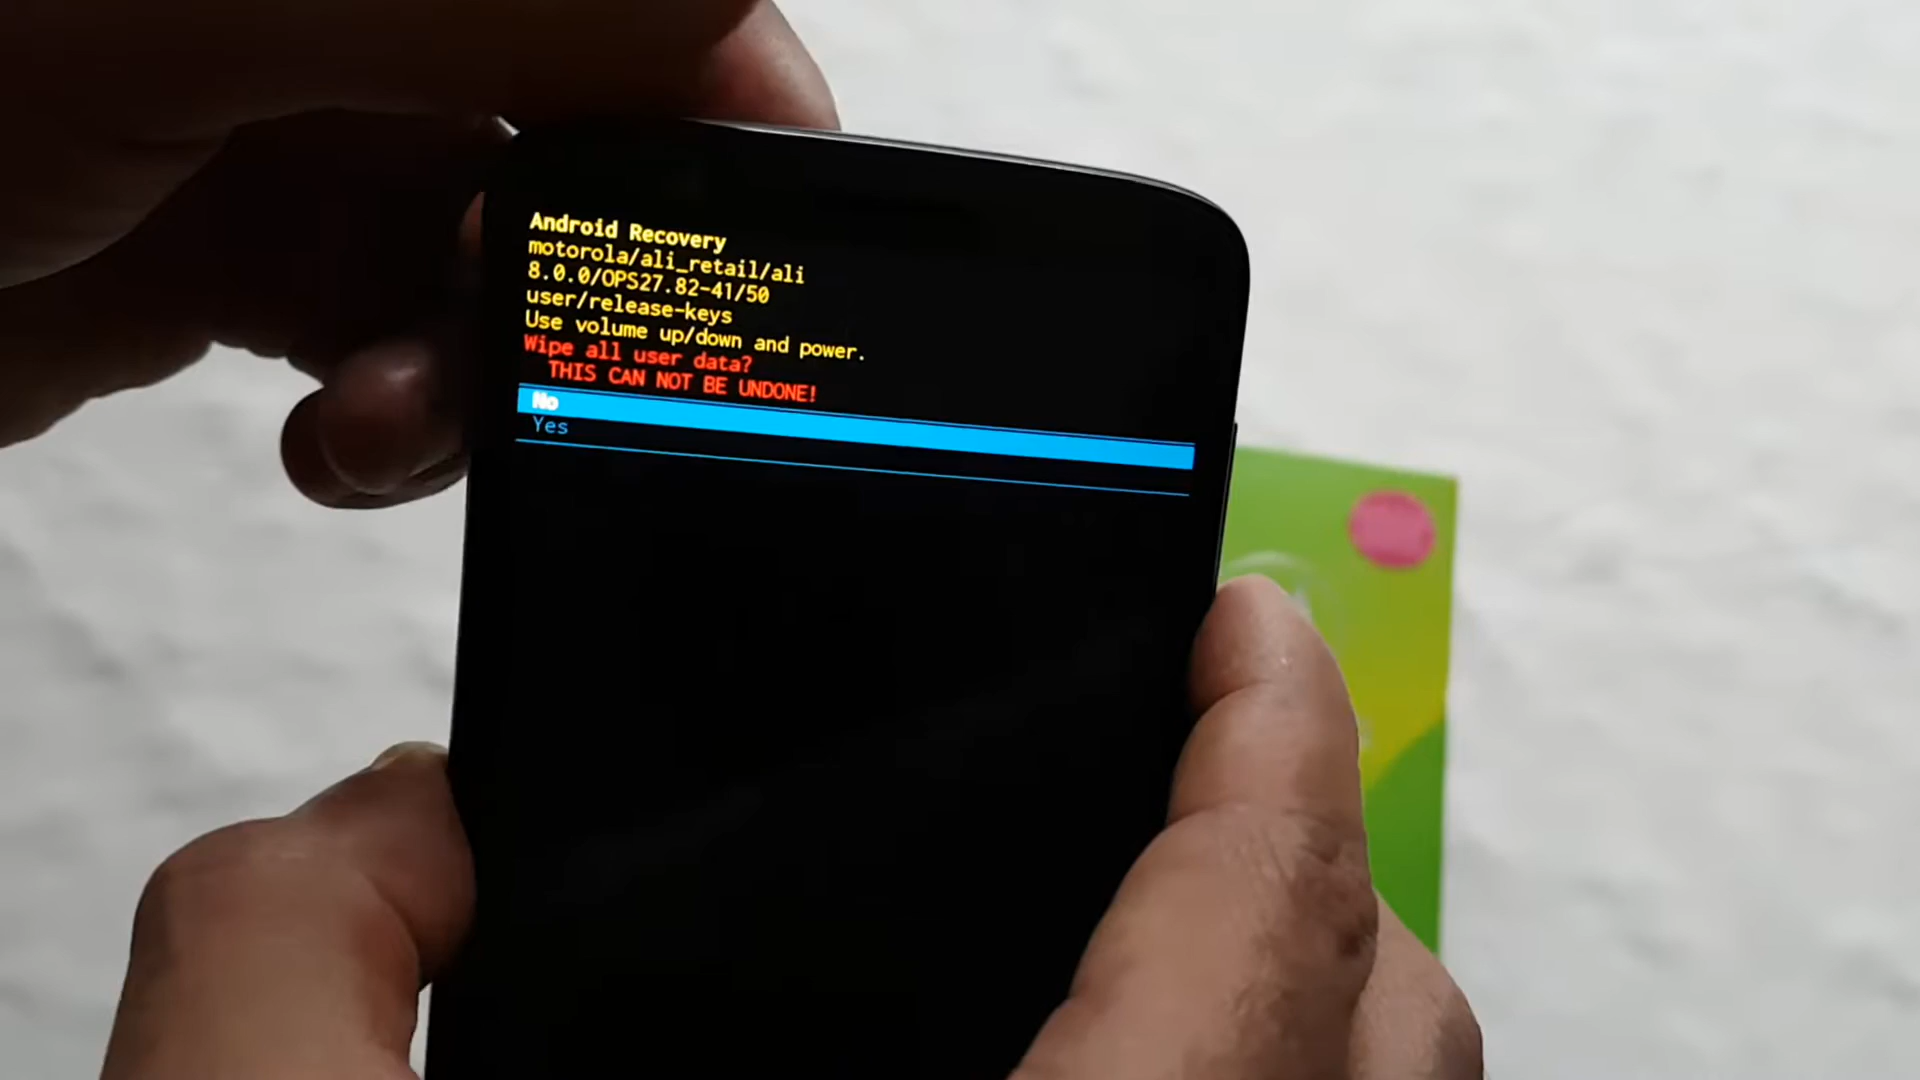 Android Recovery
motorola/ali_retail/ali
8.0.0/OPS27.82-41/50
user/release-keys
Use volume up/down and power.
Wipe all user data?
THIS CAN NOT BE UNDONE!
No
Yes